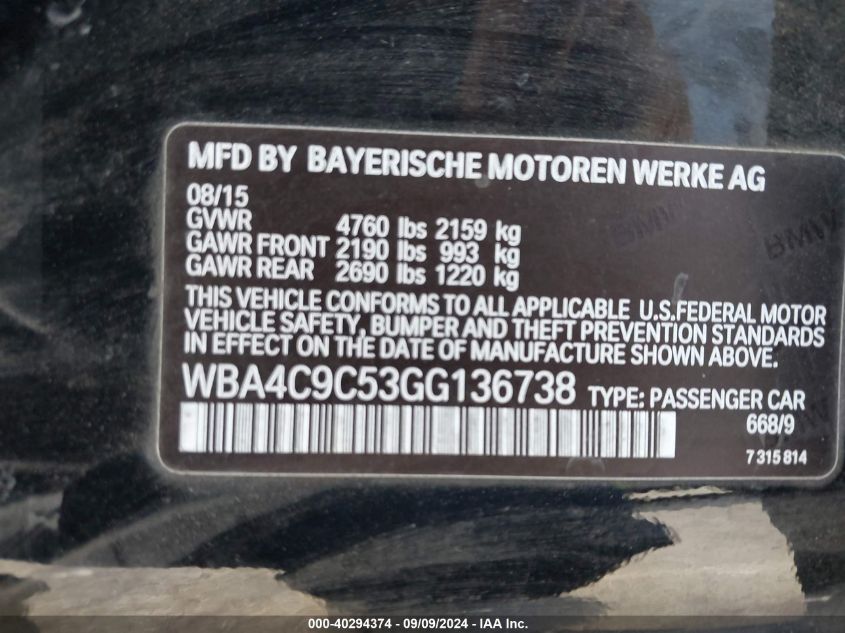 MFD BY BAYERISCHE MOTOREN WERKE AG
08/15
GVWR 4760 lbs 2159 kg
GAWR FRONT 2190 lbs 993 kg
GAWR REAR 2690 lbs 1220 kg
THIS VEHICLE CONFORMS TO ALL APPLICABLE U.S.FEDERAL MOTOR
VEHICLE SAFETY, BUMPER AND THEFT PREVENTION STANDARDS
IN EFFECT ON THE DATE OF MANUFACTURE SHOWN ABOVE.
WBA4C9C53GG136738 TYPE: PASSENGER CAR
668/9
7 315 814
BMW
BMW
000-40294374 - 09/09/2024 - IAA Inc.